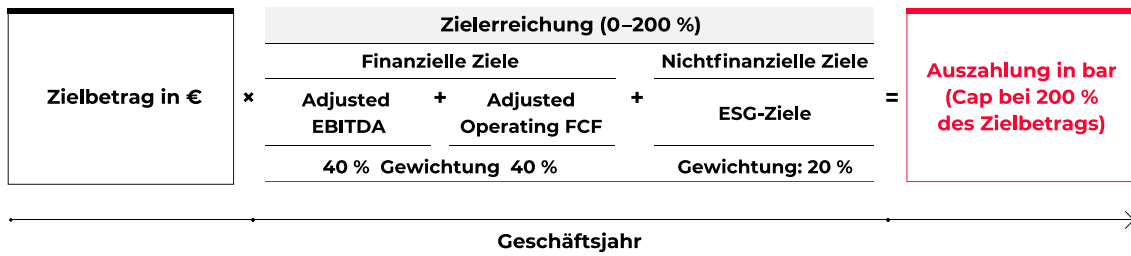 Zielerreichung (0–200 %)
Finanzielle Ziele
Nichtfinanzielle Ziele
Zielbetrag in €
×
Adjusted
EBITDA
+
Adjusted
Operating FCF
+
ESG-Ziele
=
Auszahlung in bar
(Cap bei 200 %
des Zielbetrags)
40 % Gewichtung 40 %
Gewichtung: 20 %
Geschäftsjahr